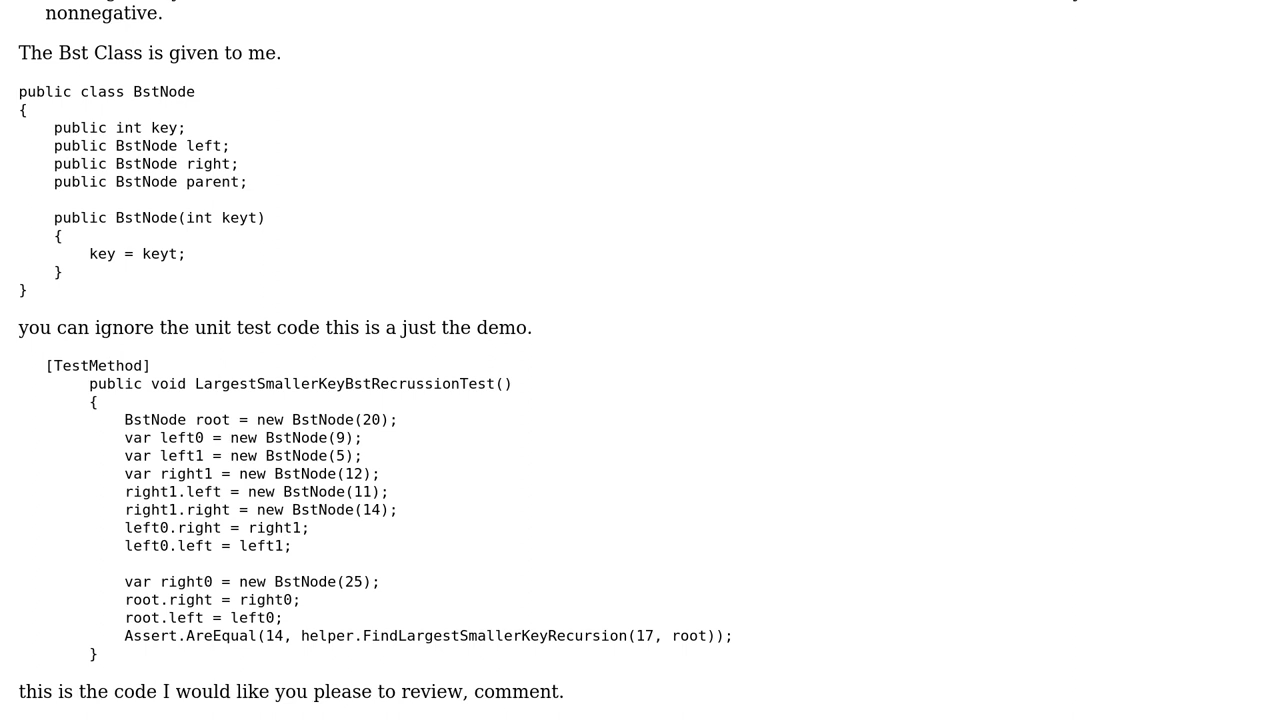 nonnegative.
The Bst Class is given to me.
public class BstNode
{
    public int key;
    public BstNode left;
    public BstNode right;
    public BstNode parent;

    public BstNode(int keyt)
    {
        key = keyt;
    }
}
you can ignore the unit test code this is a just the demo.
   [TestMethod]
        public void LargestSmallerKeyBstRecrussionTest()
        {
            BstNode root = new BstNode(20);
            var left0 = new BstNode(9);
            var left1 = new BstNode(5);
            var right1 = new BstNode(12);
            right1.left = new BstNode(11);
            right1.right = new BstNode(14);
            left0.right = right1;
            left0.left = left1;

            var right0 = new BstNode(25);
            root.right = right0;
            root.left = left0;
            Assert.AreEqual(14, helper.FindLargestSmallerKeyRecursion(17, root));
        }
this is the code I would like you please to review, comment.